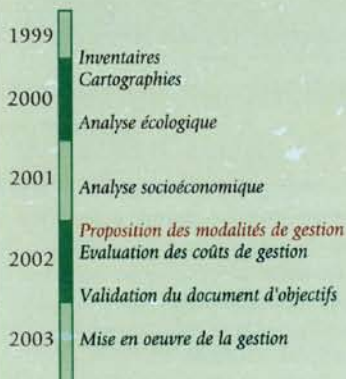 1999
Inventaires
Cartographies
2000
Analyse écologique
2001
Analyse socioéconomique
Proposition des modalités de gestion
Evaluation des coûts de gestion
2002
Validation du document d'objectifs
2003
Mise en oeuvre de la gestion